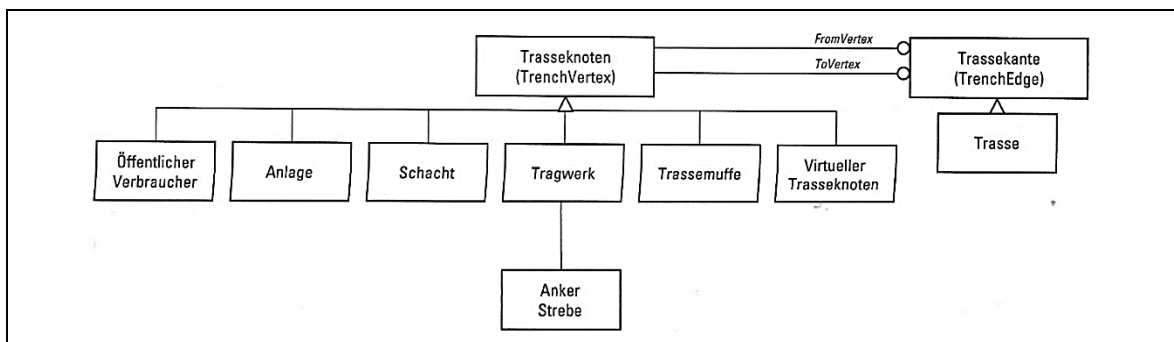 Trasseknoten
(TrenchVertex)
FromVertex
ToVertex
Trassekante
(TrenchEdge)
Öffentlicher
Verbraucher
Anlage
Schacht
Tragwerk
Trassemuffe
Virtueller
Trasseknoten
Trasse
Anker
Strebe